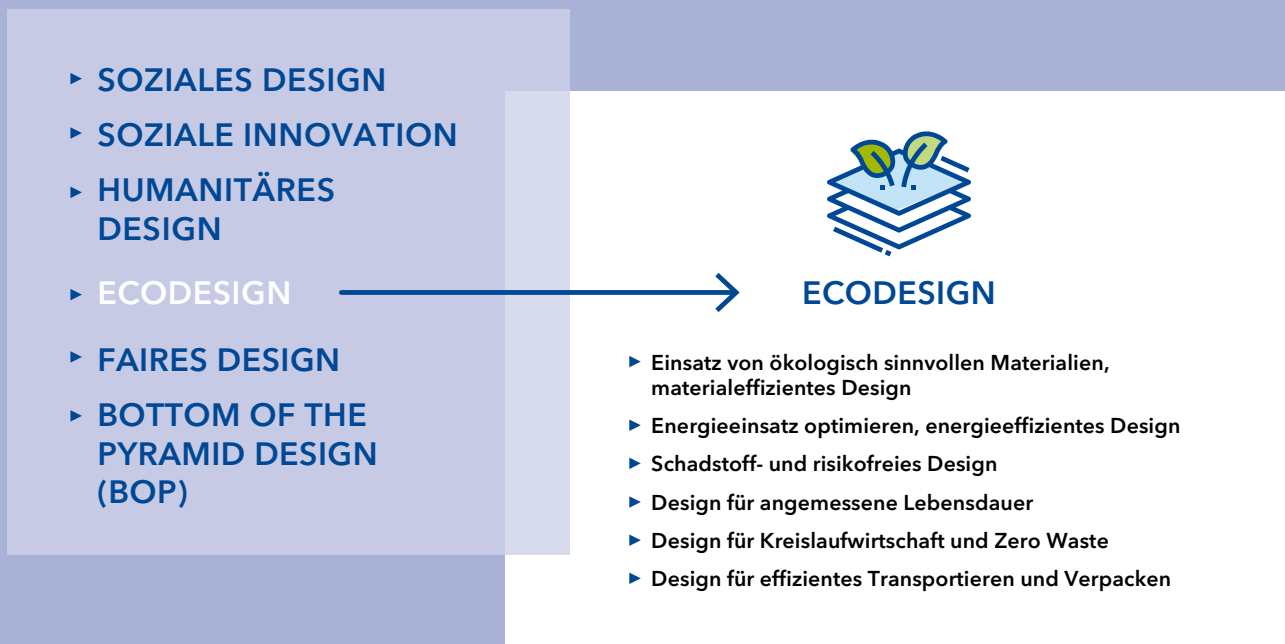 ▸ SOZIALES DESIGN
▸ SOZIALE INNOVATION
▸ HUMANITÄRES
DESIGN
▸ ECODESIGN
▸ FAIRES DESIGN
▸ BOTTOM OF THE
PYRAMID DESIGN
(BOP)
ECODESIGN
▸ Einsatz von ökologisch sinnvollen Materialien,
materialeffizientes Design
▸ Energieeinsatz optimieren, energieeffizientes Design
▸ Schadstoff- und risikofreies Design
▸ Design für angemessene Lebensdauer
▸ Design für Kreislaufwirtschaft und Zero Waste
▸ Design für effizientes Transportieren und Verpacken